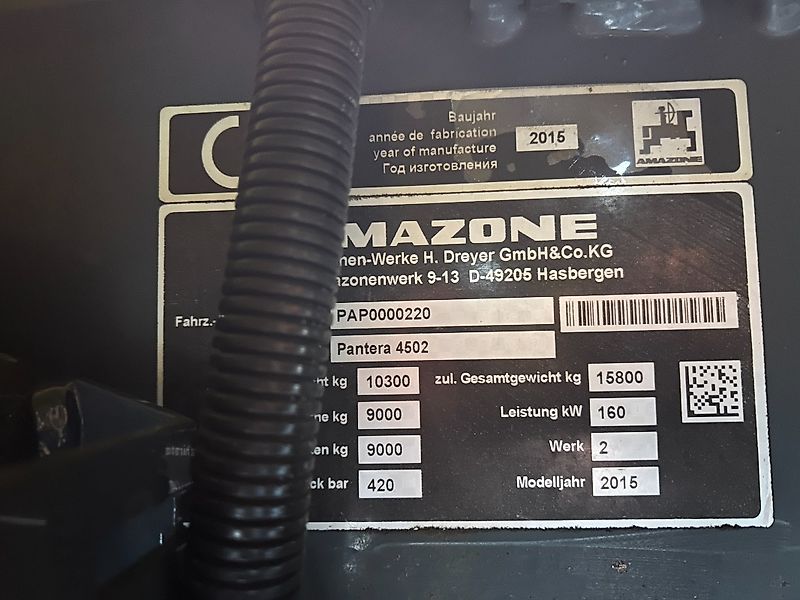 Baujahr
année de fabrication
year of manufacture
Год изготовления
2015
AMAZONE
MAZONE
nen-Werke H. Dreyer GmbH&Co.KG
azonenwerk 9-13 D-49205 Hasbergen
Fahrz.- PAP0000220
Pantera 4502
ht kg 10300 zul. Gesamtgewicht kg 15800
ne kg 9000 Leistung kW 160
ten kg 9000 Werk 2
ck bar 420 Modelljahr 2015